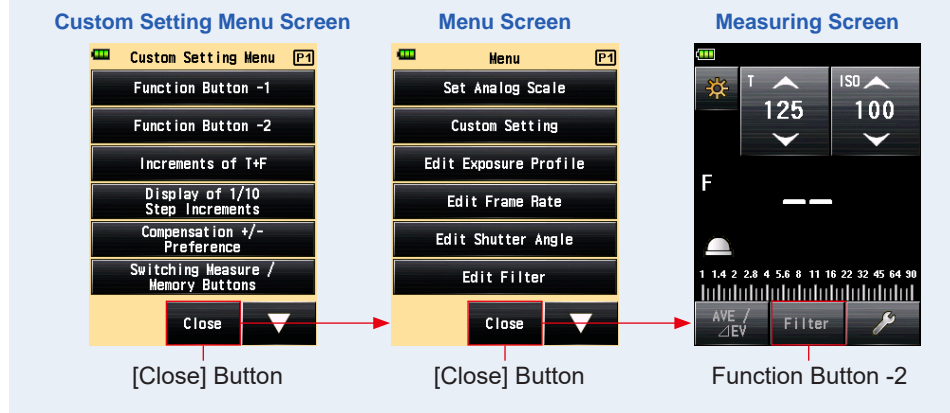 Custom Setting Menu Screen
Menu Screen
Measuring Screen
Custom Setting Menu P1
Function Button -1
Function Button -2
Increments of T+F
Display of 1/10
Step Increments
Compensation +/-
Preference
Switching Measure /
Memory Buttons
Close
[Close] Button
Menu P1
Set Analog Scale
Custom Setting
Edit Exposure Profile
Edit Frame Rate
Edit Shutter Angle
Edit Filter
Close
[Close] Button
T
125
ISO
100
F
1 1.4 2 2.8 4 5.6 8 11 16 22 32 45 64 90
AVE /
⊿EV
Filter
Function Button -2